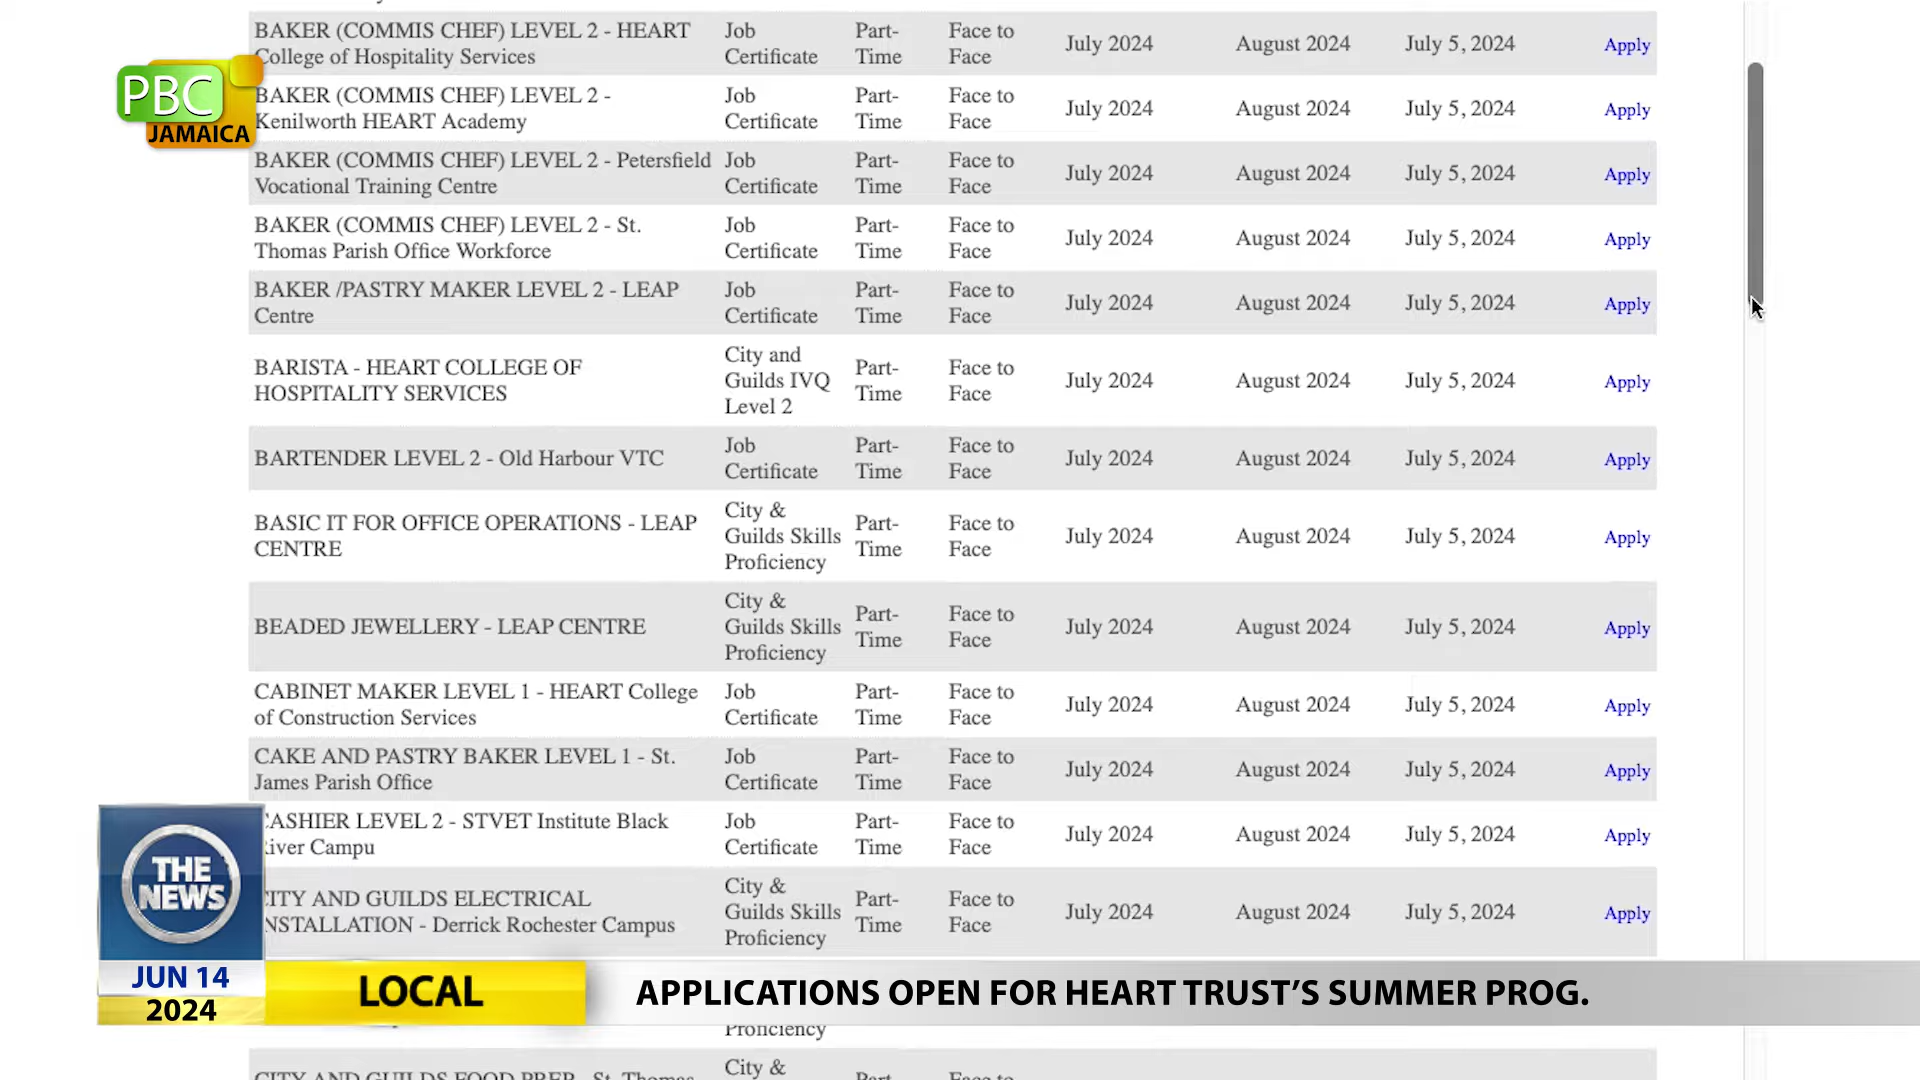 BAKER (COMMIS CHEF) LEVEL 2 - HEART
College of Hospitality Services
Job
Certificate
Part-
Time
Face to
Face
July 2024
August 2024
July 5, 2024
Apply
PBC
JAMAICA
BAKER (COMMIS CHEF) LEVEL 2 -
Kenilworth HEART Academy
Job
Certificate
Part-
Time
Face to
Face
July 2024
August 2024
July 5, 2024
Apply
BAKER (COMMIS CHEF) LEVEL 2 - Petersfield
Vocational Training Centre
Job
Certificate
Part-
Time
Face to
Face
July 2024
August 2024
July 5, 2024
Apply
BAKER (COMMIS CHEF) LEVEL 2 - St.
Thomas Parish Office Workforce
Job
Certificate
Part-
Time
Face to
Face
July 2024
August 2024
July 5, 2024
Apply
BAKER /PASTRY MAKER LEVEL 2 - LEAP
Centre
Job
Certificate
Part-
Time
Face to
Face
July 2024
August 2024
July 5, 2024
Apply
BARISTA - HEART COLLEGE OF
HOSPITALITY SERVICES
City and
Guilds IVQ
Level 2
Part-
Time
Face to
Face
July 2024
August 2024
July 5, 2024
Apply
BARTENDER LEVEL 2 - Old Harbour VTC
Job
Certificate
Part-
Time
Face to
Face
July 2024
August 2024
July 5, 2024
Apply
BASIC IT FOR OFFICE OPERATIONS - LEAP
CENTRE
City &
Guilds Skills
Proficiency
Part-
Time
Face to
Face
July 2024
August 2024
July 5, 2024
Apply
BEADED JEWELLERY - LEAP CENTRE
City &
Guilds Skills
Proficiency
Part-
Time
Face to
Face
July 2024
August 2024
July 5, 2024
Apply
CABINET MAKER LEVEL 1 - HEART College
of Construction Services
Job
Certificate
Part-
Time
Face to
Face
July 2024
August 2024
July 5, 2024
Apply
CAKE AND PASTRY BAKER LEVEL 1 - St.
James Parish Office
Job
Certificate
Part-
Time
Face to
Face
July 2024
August 2024
July 5, 2024
Apply
CASHIER LEVEL 2 - STVET Institute Black
River Campu
Job
Certificate
Part-
Time
Face to
Face
July 2024
August 2024
July 5, 2024
Apply
CITY AND GUILDS ELECTRICAL
INSTALLATION - Derrick Rochester Campus
City &
Guilds Skills
Proficiency
Part-
Time
Face to
Face
July 2024
August 2024
July 5, 2024
Apply
THE
NEWS
JUN 14
2024
LOCAL
APPLICATIONS OPEN FOR HEART TRUST'S SUMMER PROG.
Proficiency
CITY AND GUILDS FOOD PREP - St. Thomas
City &
Part-
Face to